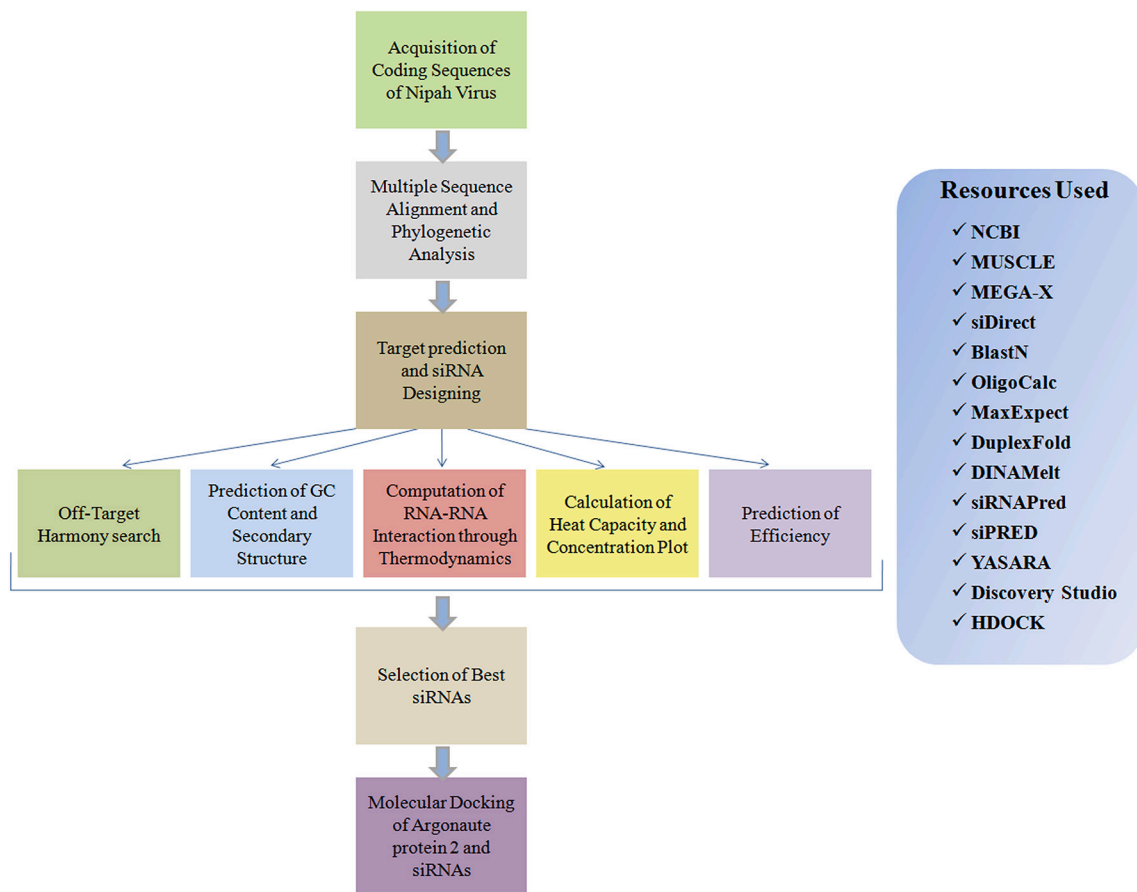 Acquisition of
Coding Sequences
of Nipah Virus
Multiple Sequence
Alignment and
Phylogenetic
Analysis
Target prediction
and siRNA
Designing
Off-Target
Harmony search
Prediction of GC
Content and
Secondary
Structure
Computation of
RNA-RNA
Interaction through
Thermodynamics
Calculation of
Heat Capacity and
Concentration Plot
Prediction of
Efficiency
Selection of Best
siRNAs
Molecular Docking
of Argonaute
protein 2 and
siRNAs
Resources Used
✓ NCBI
✓ MUSCLE
✓ MEGA-X
✓ siDirect
✓ BlastN
✓ OligoCalc
✓ MaxExpect
✓ DuplexFold
✓ DINAMelt
✓ siRNAPred
✓ siPRED
✓ YASARA
✓ Discovery Studio
✓ HDOCK